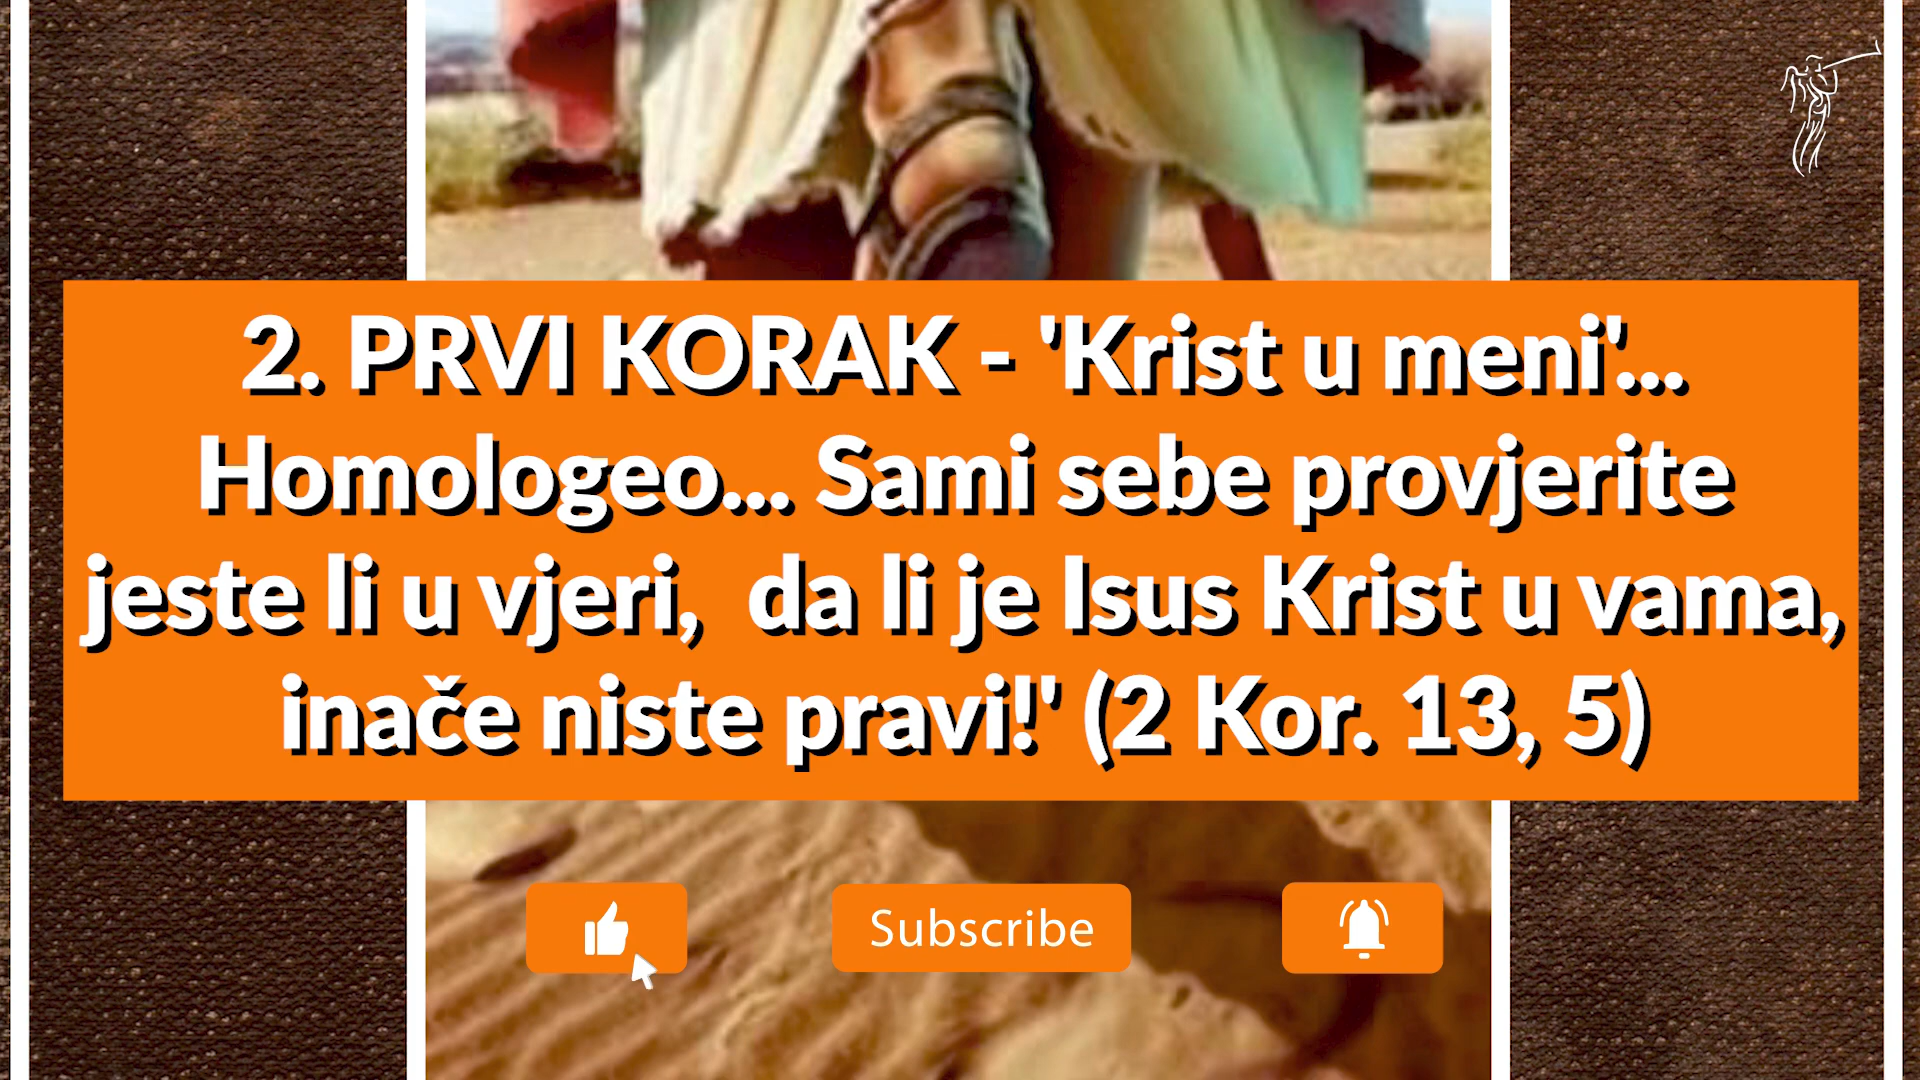 2. PRVI KORAK - 'Krist u meni'...
Homologeo... Sami sebe provjerite
jeste li u vjeri,  da li je Isus Krist u vama,
inače niste pravi!' (2 Kor. 13, 5)
Subscribe